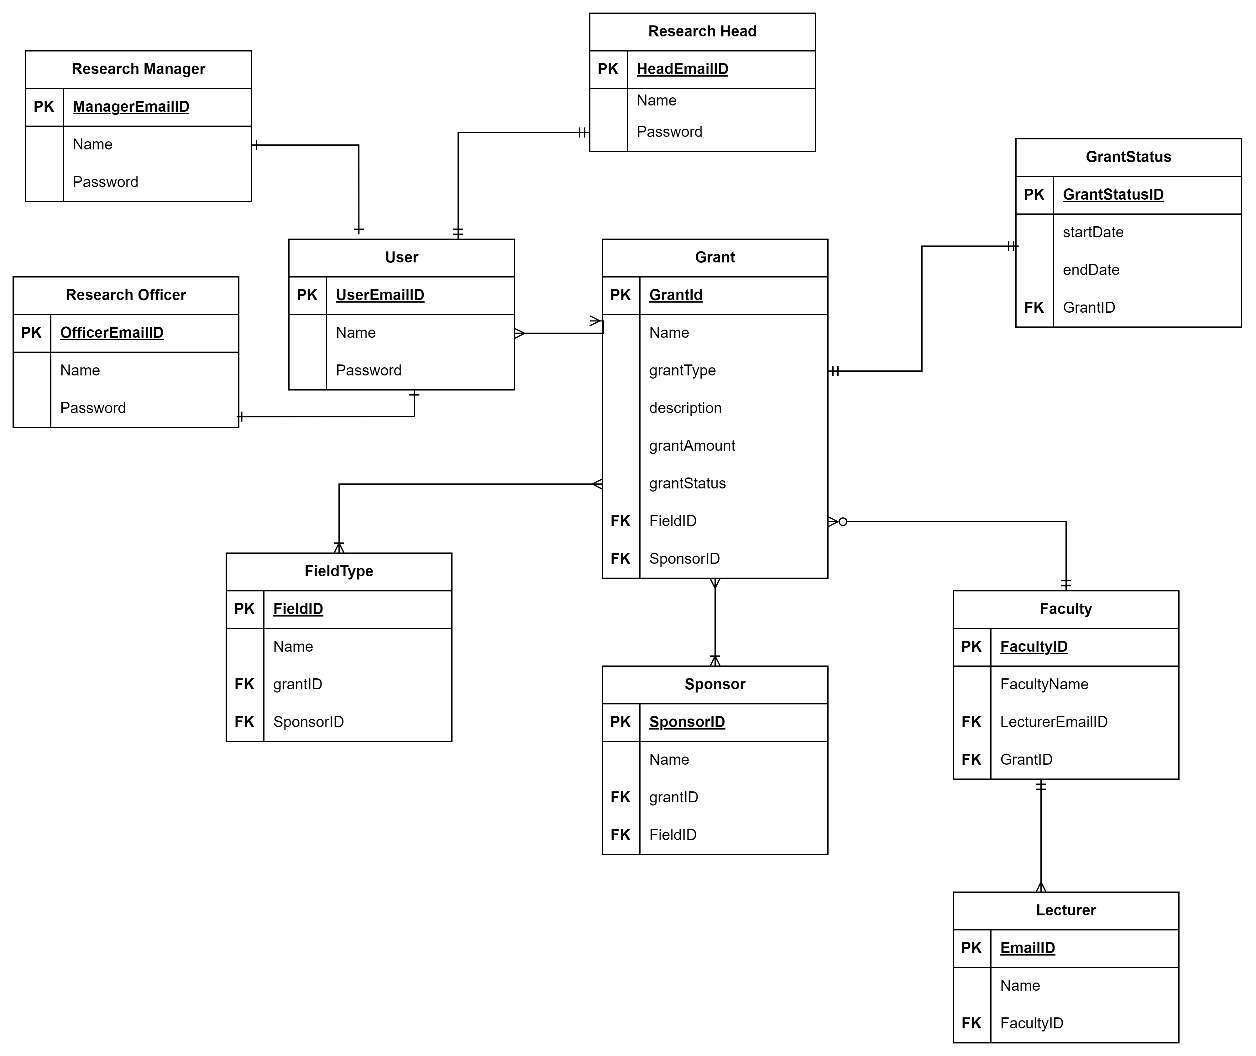 Research Head
PK HeadEmailID
Name
Password
Research Manager
PK ManagerEmailID
Name
Password
GrantStatus
PK GrantStatusID
startDate
endDate
FK GrantID
User
PK UserEmailID
Name
Password
Grant
PK GrantId
Name
grantType
description
grantAmount
grantStatus
FK FieldID
FK SponsorID
Research Officer
PK OfficerEmailID
Name
Password
FieldType
PK FieldID
Name
FK grantID
FK SponsorID
Sponsor
PK SponsorID
Name
FK grantID
FK FieldID
Faculty
PK FacultyID
FacultyName
FK LecturerEmailID
FK GrantID
Lecturer
PK EmailID
Name
FK FacultyID